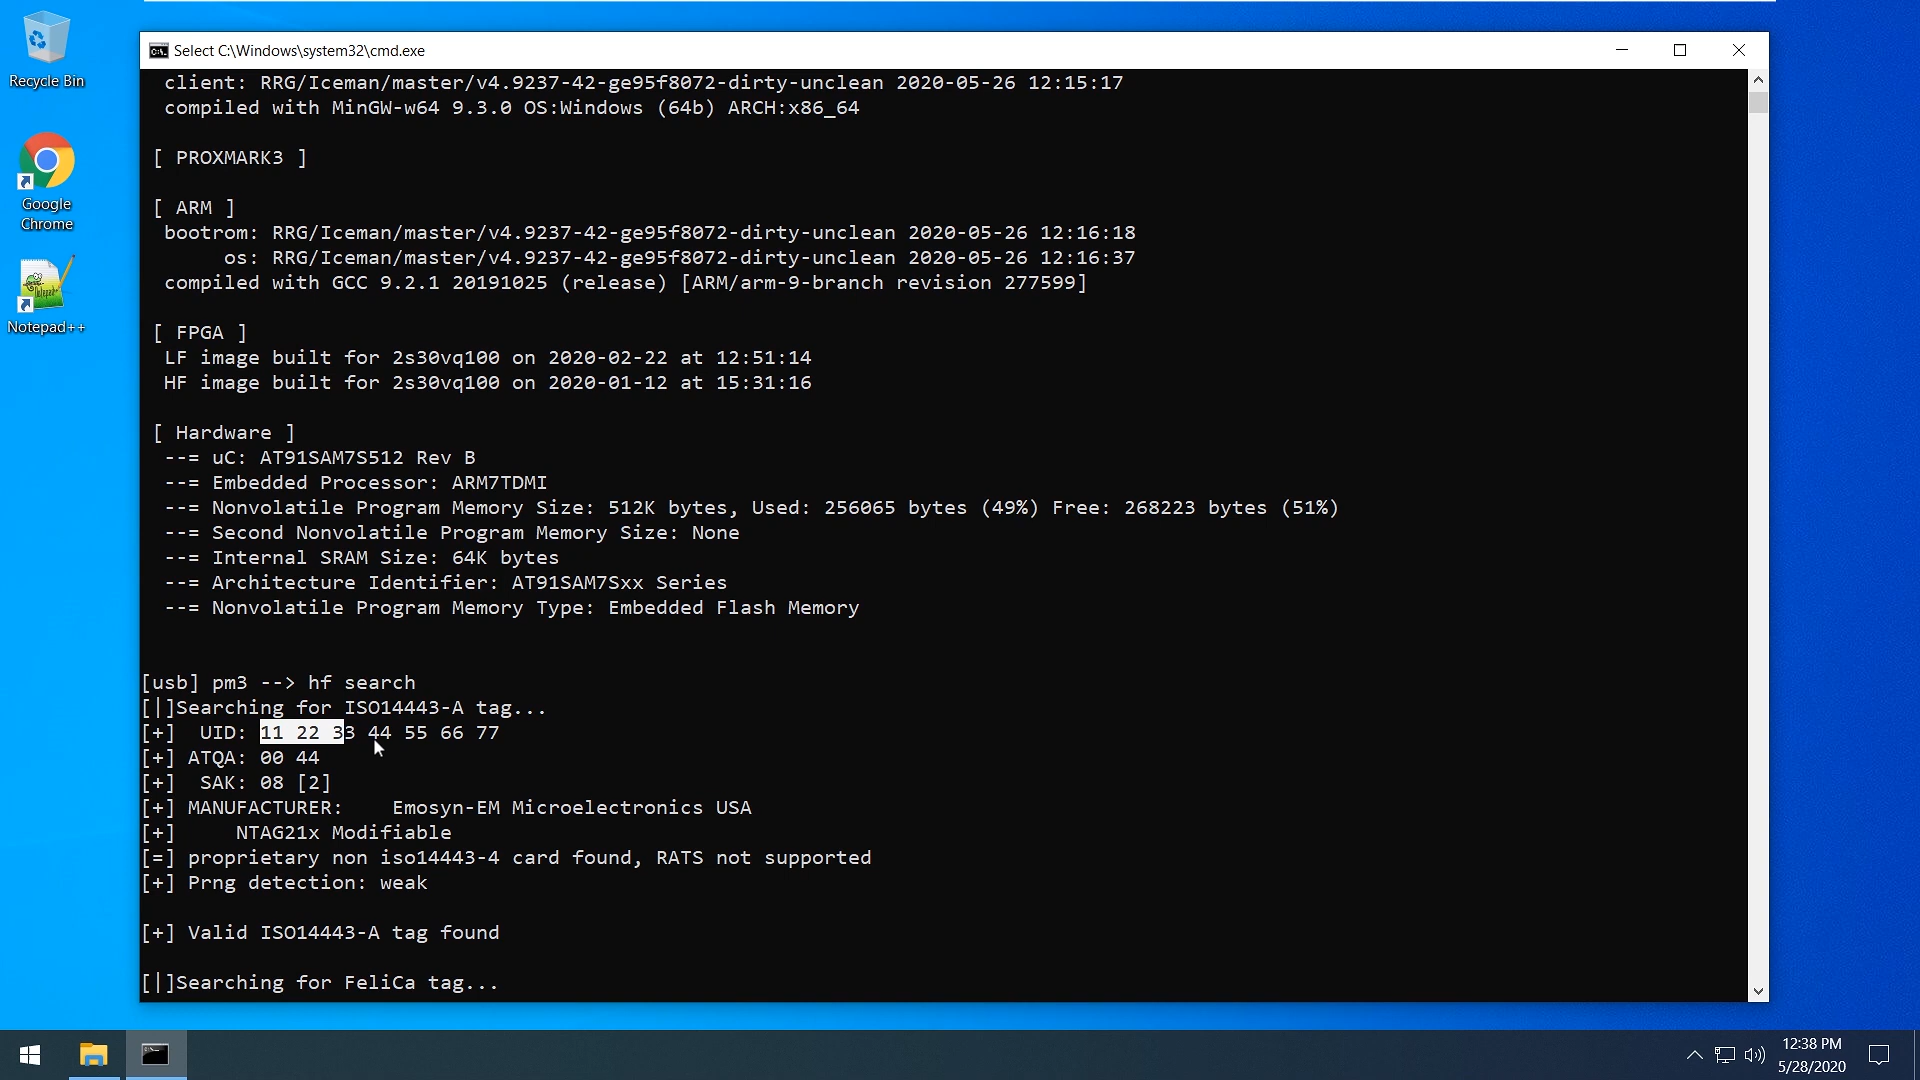 Recycle Bin
Google
Chrome
Notepad++
Select C:\Windows\system32\cmd.exe
client: RRG/Iceman/master/v4.9237-42-ge95f8072-dirty-unclean 2020-05-26 12:15:17
compiled with MinGW-w64 9.3.0 OS:Windows (64b) ARCH:x86_64
[ PROXMARK3 ]
[ ARM ]
bootrom: RRG/Iceman/master/v4.9237-42-ge95f8072-dirty-unclean 2020-05-26 12:16:18
os: RRG/Iceman/master/v4.9237-42-ge95f8072-dirty-unclean 2020-05-26 12:16:37
compiled with GCC 9.2.1 20191025 (release) [ARM/arm-9-branch revision 277599]
[ FPGA ]
LF image built for 2s30vq100 on 2020-02-22 at 12:51:14
HF image built for 2s30vq100 on 2020-01-12 at 15:31:16
[ Hardware ]
--= uC: AT91SAM7S512 Rev B
--= Embedded Processor: ARM7TDMI
--= Nonvolatile Program Memory Size: 512K bytes, Used: 256065 bytes (49%) Free: 268223 bytes (51%)
--= Second Nonvolatile Program Memory Size: None
--= Internal SRAM Size: 64K bytes
--= Architecture Identifier: AT91SAM7Sxx Series
--= Nonvolatile Program Memory Type: Embedded Flash Memory
[usb] pm3 --> hf search
[|]Searching for ISO14443-A tag...
[+]  UID: 11 22 33 44 55 66 77
[+] ATQA: 00 44
[+]  SAK: 08 [2]
[+] MANUFACTURER:    Emosyn-EM Microelectronics USA
[+]     NTAG21x Modifiable
[=] proprietary non iso14443-4 card found, RATS not supported
[+] Prng detection: weak
[+] Valid ISO14443-A tag found
[|]Searching for FeliCa tag...
12:38 PM
5/28/2020